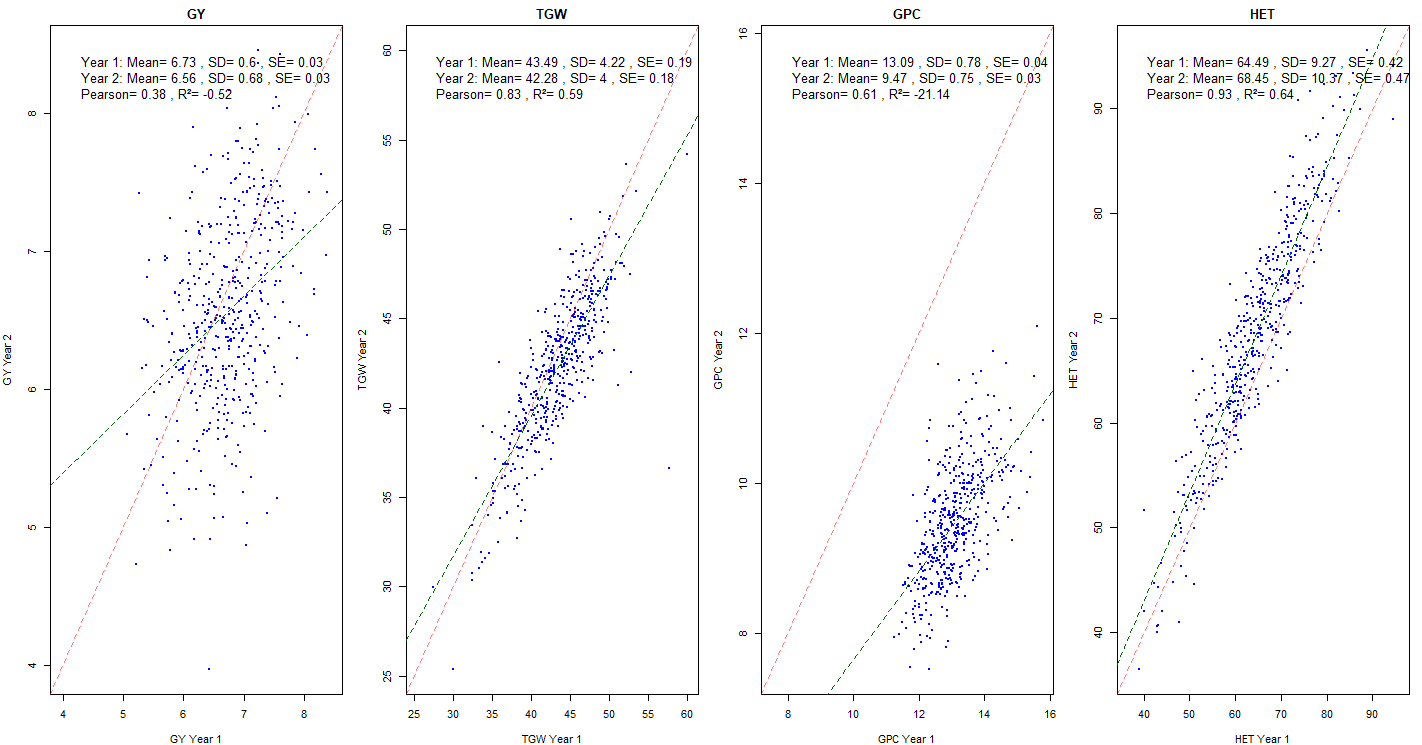 GY
Year 1: Mean= 6.73 , SD= 0.6 , SE= 0.03
Year 2: Mean= 6.56 , SD= 0.68 , SE= 0.03
Pearson= 0.38 , R²= -0.52
8
7
6
5
4
GY Year 2
4 5 6 7 8
GY Year 1
TGW
Year 1: Mean= 43.49 , SD= 4.22 , SE= 0.19
Year 2: Mean= 42.28 , SD= 4 , SE= 0.18
Pearson= 0.83 , R²= 0.59
60
55
50
45
40
35
30
25
TGW Year 2
25 30 35 40 45 50 55 60
TGW Year 1
GPC
Year 1: Mean= 13.09 , SD= 0.78 , SE= 0.04
Year 2: Mean= 9.47 , SD= 0.75 , SE= 0.03
Pearson= 0.61 , R²= -21.14
16
14
12
10
8
GPC Year 2
8 10 12 14 16
GPC Year 1
HET
Year 1: Mean= 64.49 , SD= 9.27 , SE= 0.42
Year 2: Mean= 68.45 , SD= 10.37 , SE= 0.47
Pearson= 0.93 , R²= 0.64
90
80
70
60
50
40
HET Year 2
40 50 60 70 80 90
HET Year 1